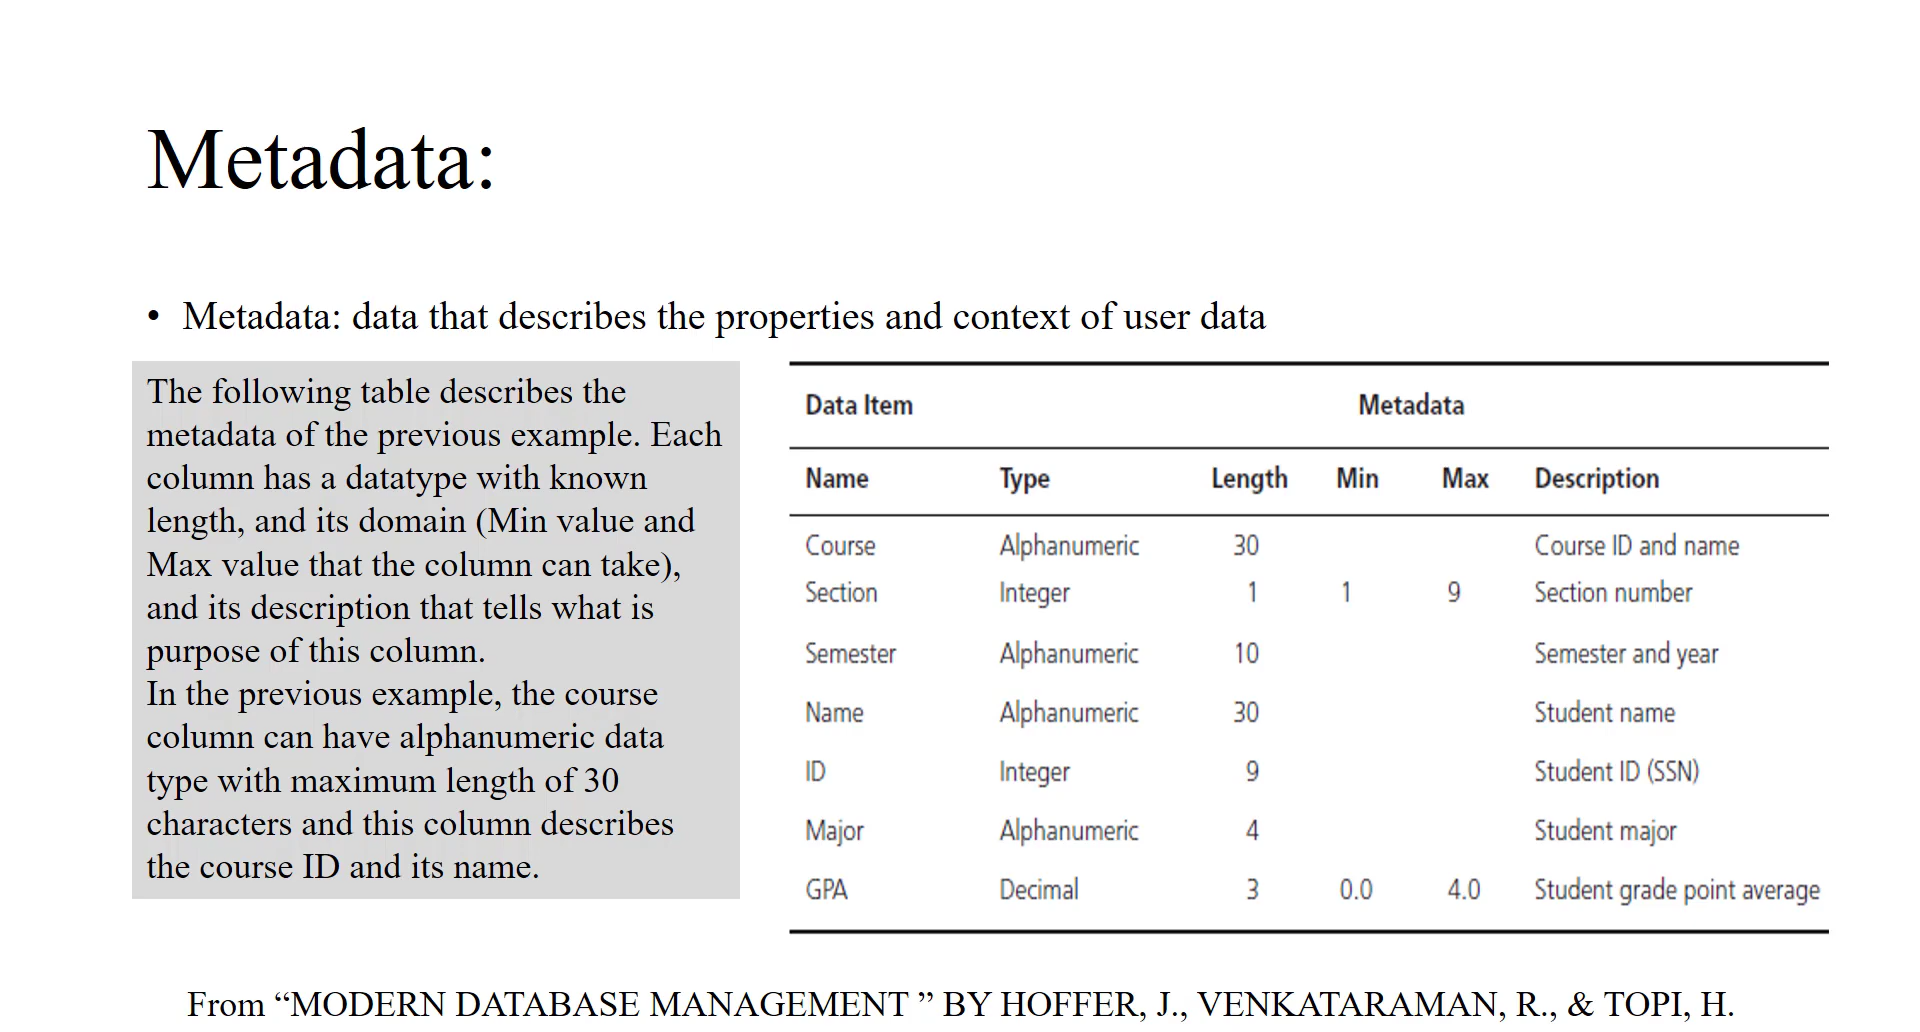 Metadata:
• Metadata: data that describes the properties and context of user data
The following table describes the
metadata of the previous example. Each
column has a datatype with known
length, and its domain (Min value and
Max value that the column can take),
and its description that tells what is
purpose of this column.
In the previous example, the course
column can have alphanumeric data
type with maximum length of 30
characters and this column describes
the course ID and its name.
Data Item Metadata
Name Type Length Min Max Description
Course Alphanumeric 30 Course ID and name
Section Integer 1 1 9 Section number
Semester Alphanumeric 10 Semester and year
Name Alphanumeric 30 Student name
ID Integer 9 Student ID (SSN)
Major Alphanumeric 4 Student major
GPA Decimal 3 0.0 4.0 Student grade point average
From “MODERN DATABASE MANAGEMENT ” BY HOFFER, J., VENKATARAMAN, R., & TOPI, H.